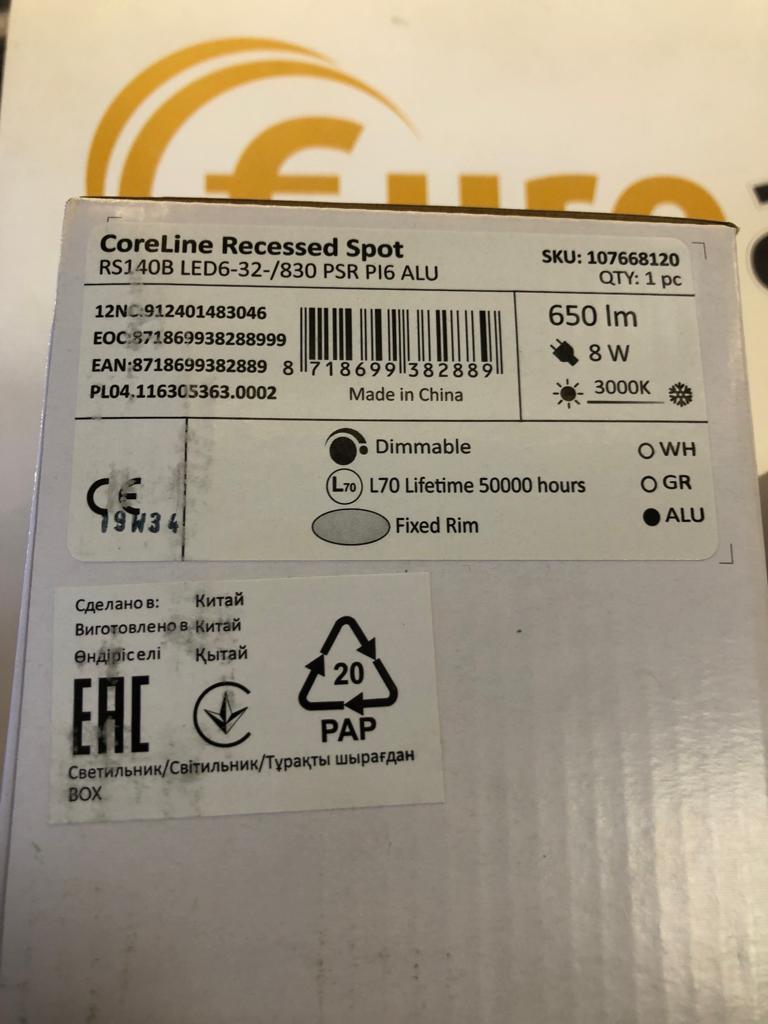 CoreLine Recessed Spot
RS140B LED6-32-/830 PSR PI6 ALU
SKU: 107668120
QTY: 1 pc
12NC:912401483046
EOC:871869938288999
EAN:8718699382889
PL04.116305363.0002
8 718699 382889
Made in China
650 lm
8 W
3000K
CE
19W34
Dimmable
L70 L70 Lifetime 50000 hours
Fixed Rim
WH
GR
ALU
Сделано в: Китай
Виготовлено в Китай
Өндіріс елі Қытай
EAC
20
PAP
Светильник/Світильник/Тұрақты шырағдан
BOX